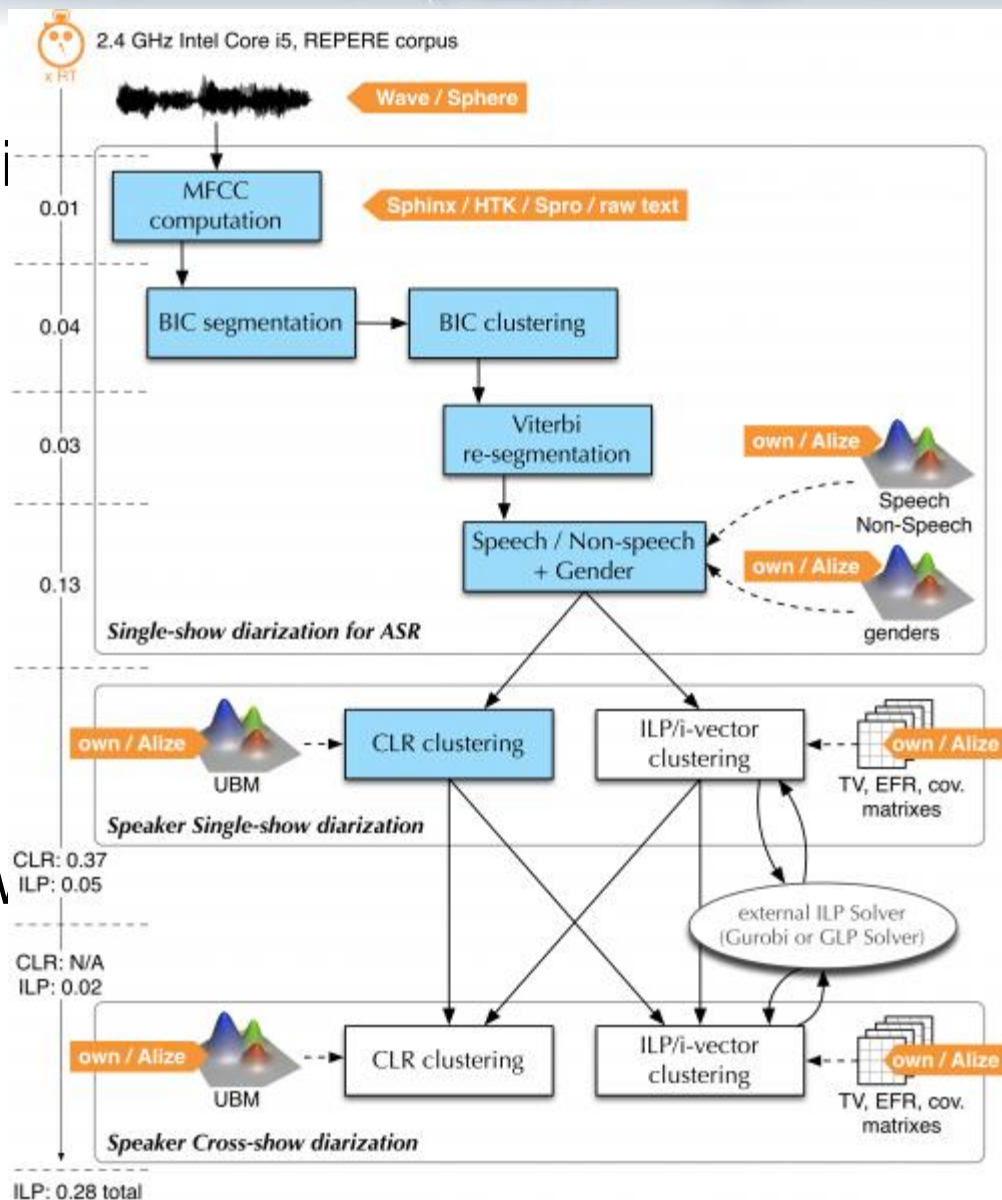 2.4 GHz Intel Core i5, REPERE corpus
x RT
Wave / Sphere
i
0.01
MFCC
computation
Sphinx / HTK / Spro / raw text
0.04
BIC segmentation
BIC clustering
0.03
Viterbi
re-segmentation
own / Alize
Speech
Non-Speech
0.13
Speech / Non-speech
+ Gender
own / Alize
genders
Single-show diarization for ASR
own / Alize
UBM
CLR clustering
ILP/i-vector
clustering
own / Alize
TV, EFR, cov.
matrixes
Speaker Single-show diarization
CLR: 0.37
ILP: 0.05
external ILP Solver
(Gurobi or GLP Solver)
CLR: N/A
ILP: 0.02
own / Alize
UBM
CLR clustering
ILP/i-vector
clustering
own / Alize
TV, EFR, cov.
matrixes
Speaker Cross-show diarization
ILP: 0.28 total